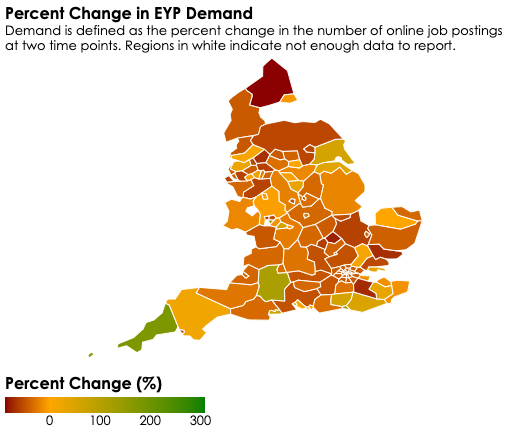 Percent Change in EYP Demand
Demand is defined as the percent change in the number of online job postings
at two time points. Regions in white indicate not enough data to report.
Percent Change (%)
0 100 200 300